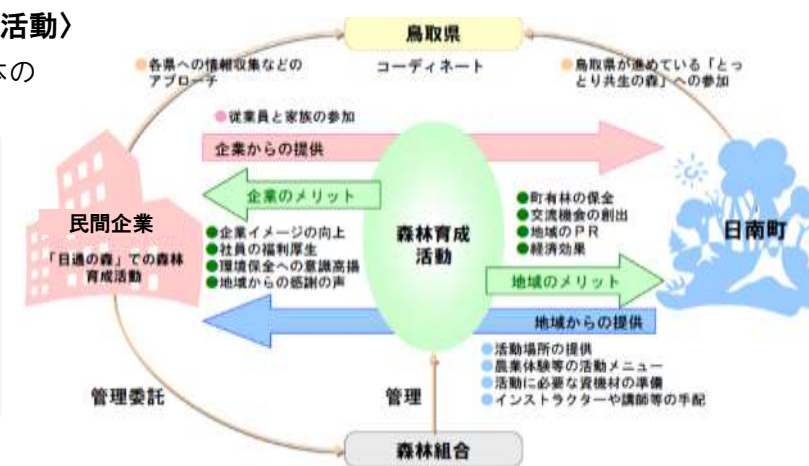 活動〉
体の
鳥取県
コーディネート
●各県への情報収集などの
アプローチ
●鳥取県が進めている「とっ
とり共生の森」への参加
●従業員と家族の参加
企業からの提供
企業のメリット
●企業イメージの向上
●社員の福利厚生
●環境保全への意識高揚
●地域からの感謝の声
民間企業
「日通の森」での森林
育成活動
森林育成
活動
●町有林の保全
●交流機会の創出
●地域のPR
●経済効果
地域のメリット
日南町
地域からの提供
●活動場所の提供
●農業体験等の活動メニュー
●活動に必要な資機材の準備
●インストラクターや講師等の手配
管理委託
管理
森林組合